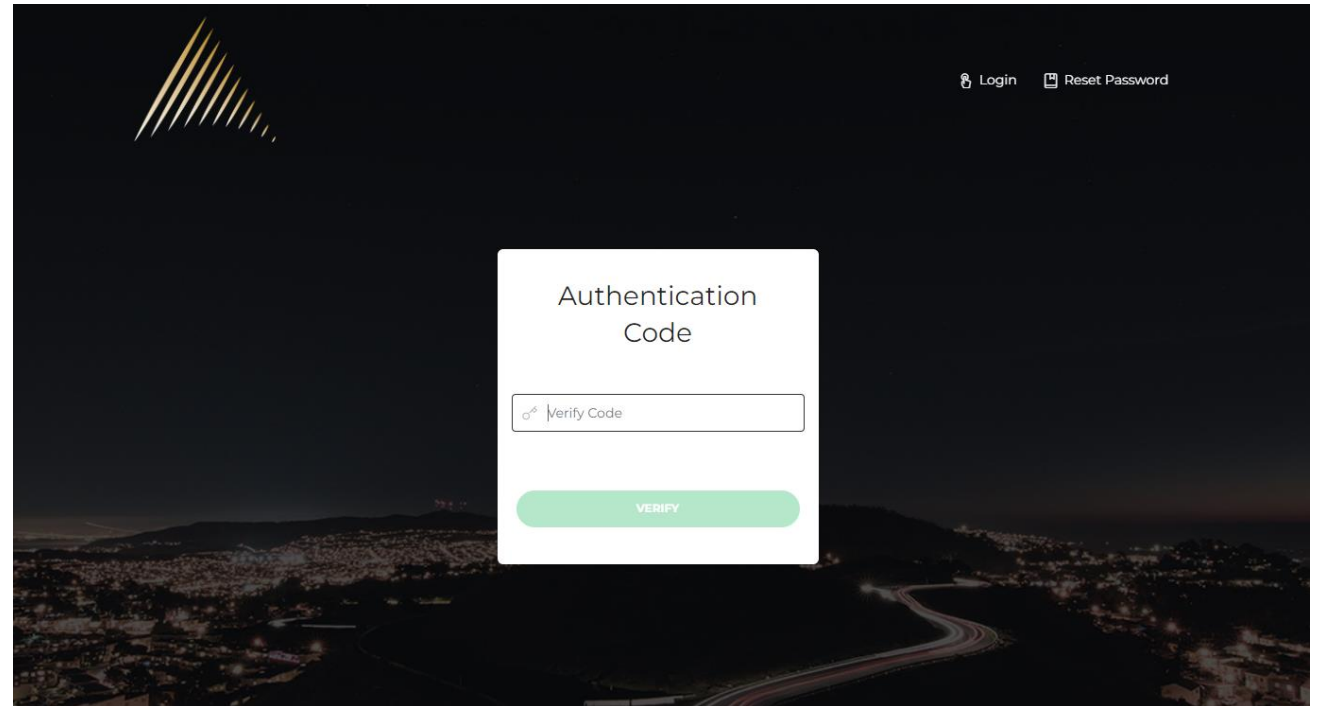 Login
Reset Password
Authentication
Code
Verify Code
VERIFY